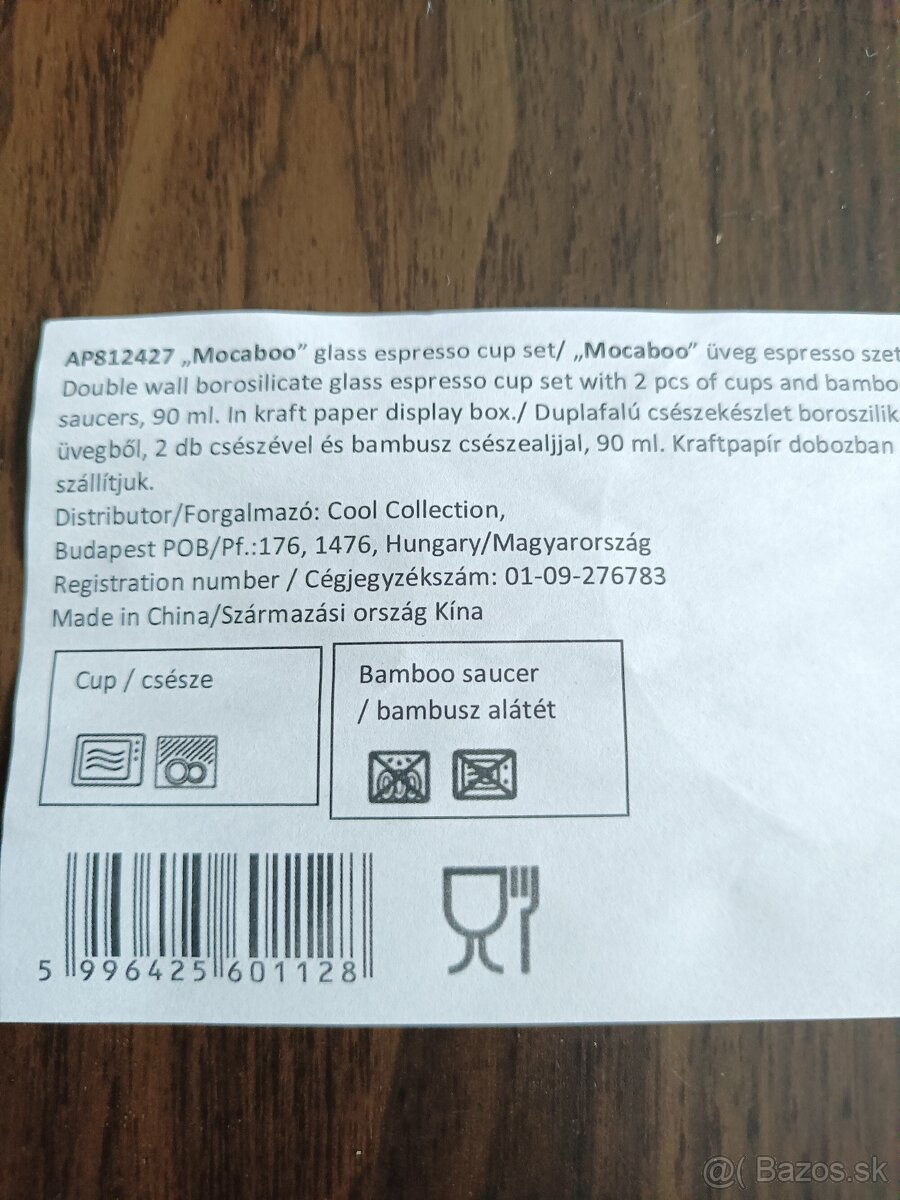 AP812427 „Mocaboo” glass espresso cup set/ „Mocaboo” üveg espresso szet
Double wall borosilicate glass espresso cup set with 2 pcs of cups and bambo
saucers, 90 ml. In kraft paper display box./ Duplafalú csészekészlet boroszilik
üvegből, 2 db csészével és bambusz csészealjjal, 90 ml. Kraftpapír dobozban
szállítjuk.
Distributor/Forgalmazó: Cool Collection,
Budapest POB/Pf.:176, 1476, Hungary/Magyarország
Registration number / Cégjegyzékszám: 01-09-276783
Made in China/Származási ország Kína
Cup / csésze
Bamboo saucer
/ bambusz alátét
5 996425 601128
@( Bazos.sk